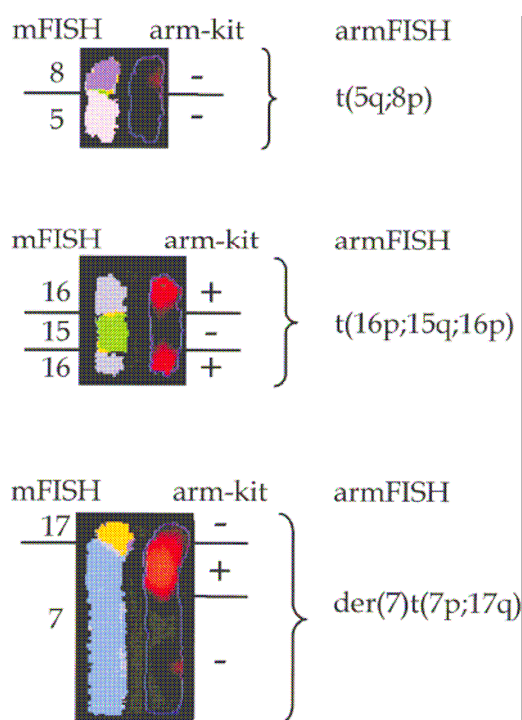 mFISH arm-kit armFISH
8 -
t(5q;8p)
5 -
mFISH arm-kit armFISH
16 +
15 - t(16p;15q;16p)
16 +
mFISH arm-kit armFISH
17 -
+
der(7)t(7p;17q)
7
-